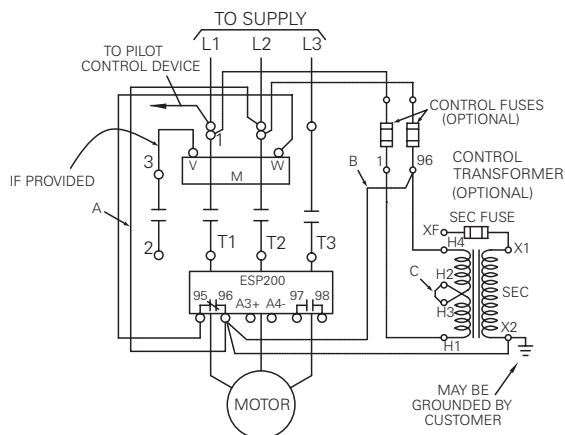 TO SUPPLY
L1 L2 L3
TO PILOT
CONTROL DEVICE
CONTROL FUSES
(OPTIONAL)
1
V W
M
3
IF PROVIDED
A
B
1 96
CONTROL
TRANSFORMER
(OPTIONAL)
SEC FUSE
XF
X1
H4
2
T1 T2 T3
ESP200
95 96 A3+ A4- 97 98
C
H2
H3
SEC
H1
X2
MOTOR
MAY BE
GROUNDED BY
CUSTOMER